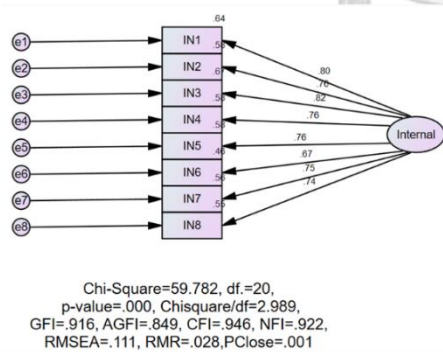 .64
e1 IN1
.58 .80
e2 IN2
.67 .76
e3 IN3 .82
.58
e4 IN4 .76 Internal
.58
e5 IN5 .76
.46
e6 IN6 .67
.56 .75
e7 IN7 .74
.55
e8 IN8
Chi-Square=59.782, df.=20,
p-value=.000, Chisquare/df=2.989,
GFI=.916, AGFI=.849, CFI=.946, NFI=.922,
RMSEA=.111, RMR=.028,PClose=.001